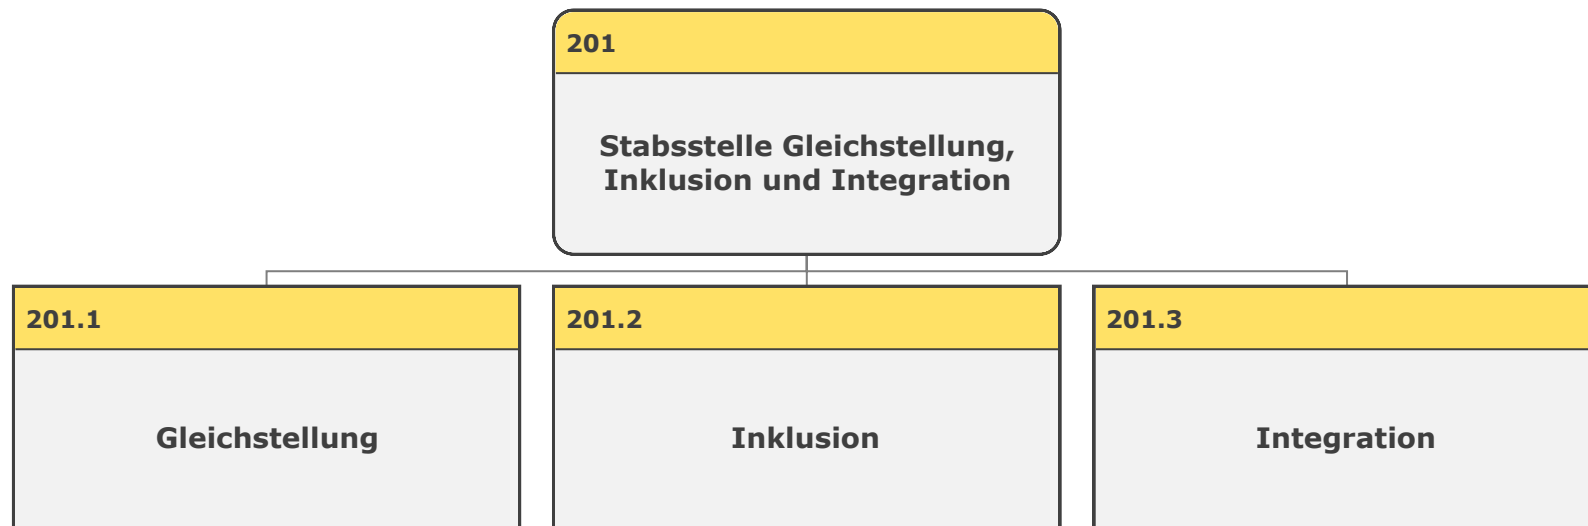 201
Stabsstelle Gleichstellung,
Inklusion und Integration
201.1
Gleichstellung
201.2
Inklusion
201.3
Integration